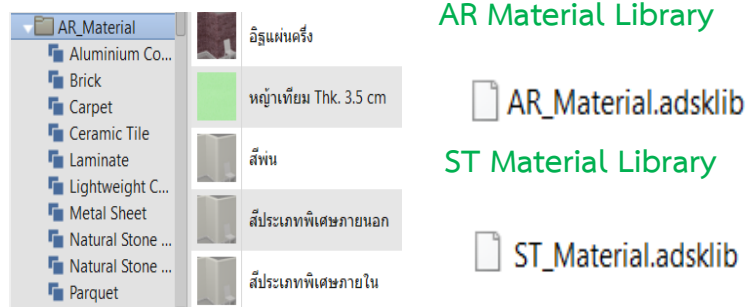 AR_Material
Aluminium Co...
Brick
Carpet
Ceramic Tile
Laminate
Lightweight C...
Metal Sheet
Natural Stone ...
Natural Stone ...
Parquet
อิฐแผ่นครึ่ง
หญ้าเทียม Thk. 3.5 cm
สีพ่น
สีประเภทพิเศษภายนอก
สีประเภทพิเศษภายใน
AR Material Library
AR_Material.adsklib
ST Material Library
ST_Material.adsklib